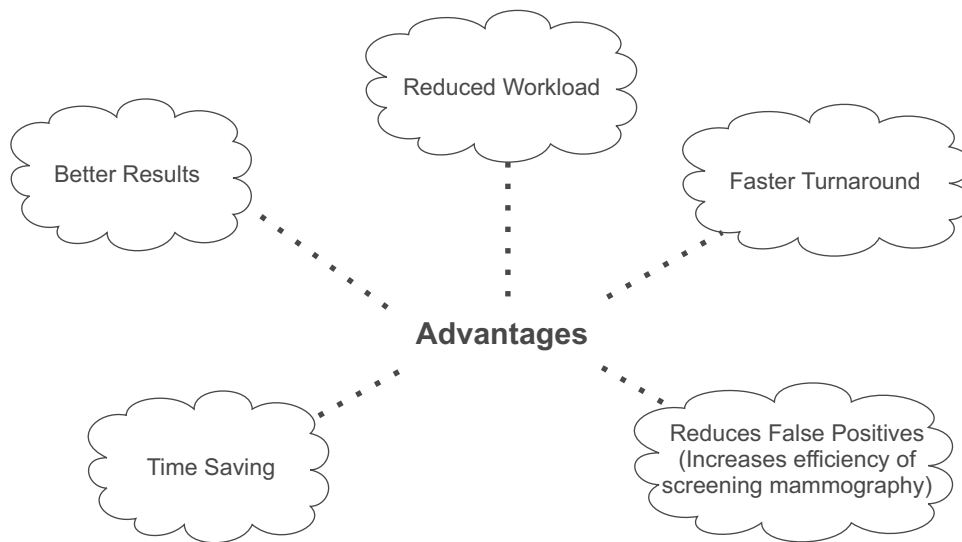 Reduced Workload
Better Results
Faster Turnaround
Advantages
Time Saving
Reduces False Positives
(Increases efficiency of
screening mammography)